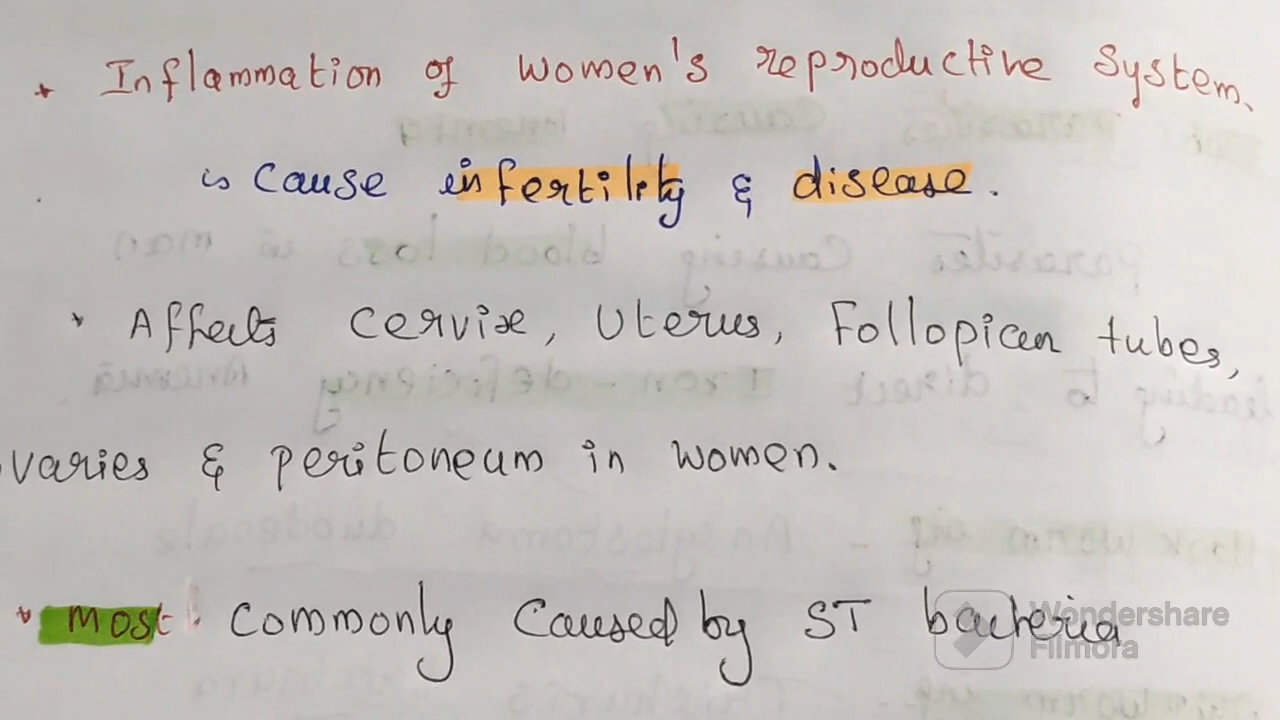 * Inflammation of women's reproductive system.
is cause infertility & disease.
* Affects cervix, Uterus, Follopian tubes,
varies & peritoneum in women.
* most commonly caused by ST bacteria
Wondershare
Filmora